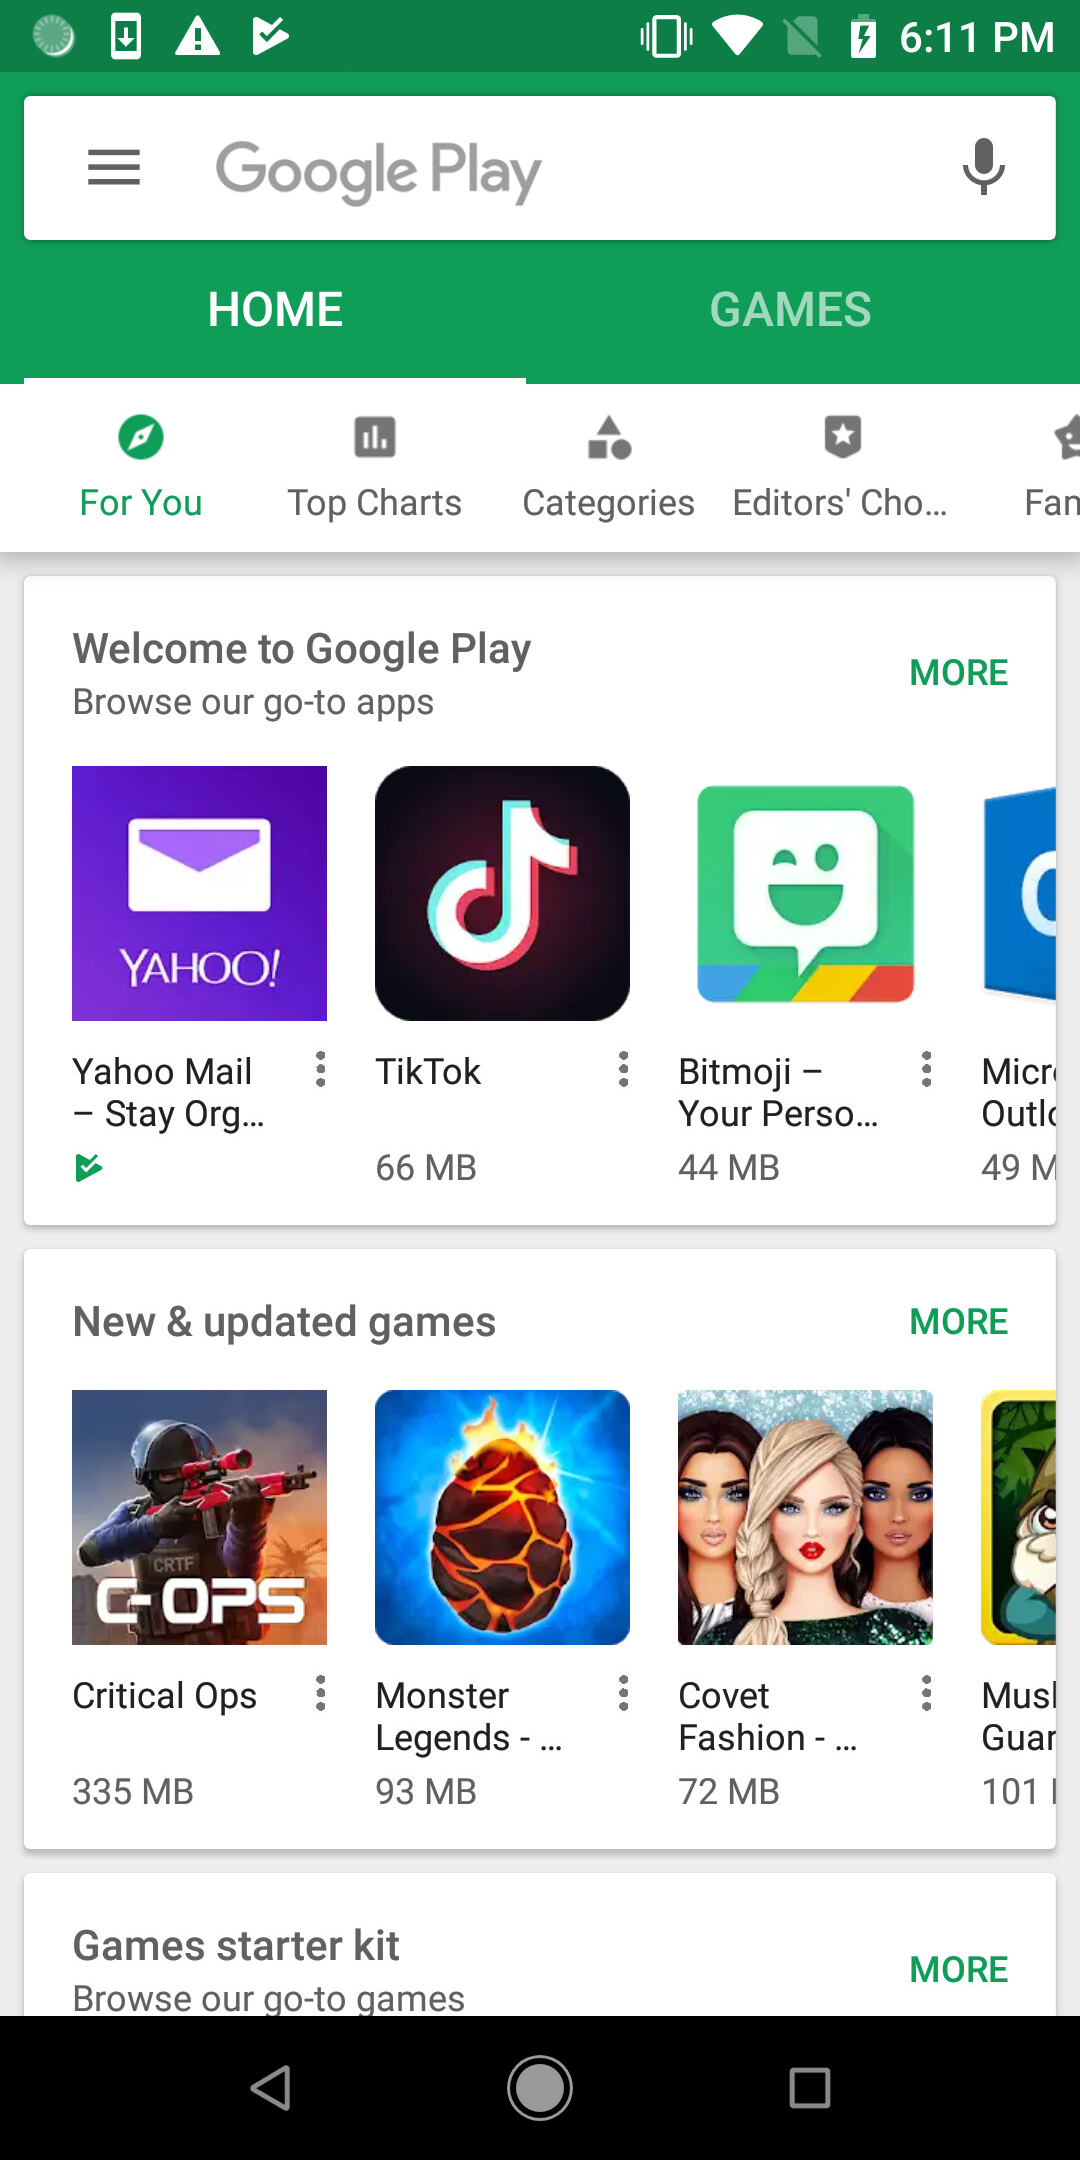 6:11 PM
Google Play
HOME
GAMES
For You
Top Charts
Categories
Editors' Cho...
Fan
Welcome to Google Play
Browse our go-to apps
MORE
YAHOO!
Yahoo Mail
– Stay Org...
TikTok
66 MB
Bitmoji –
Your Perso...
44 MB
Micr
Outlo
49 M
New & updated games
MORE
CRTF
C-OPS
Critical Ops
335 MB
Monster
Legends - ...
93 MB
Covet
Fashion - ...
72 MB
Mus
Guar
101
Games starter kit
Browse our go-to games
MORE